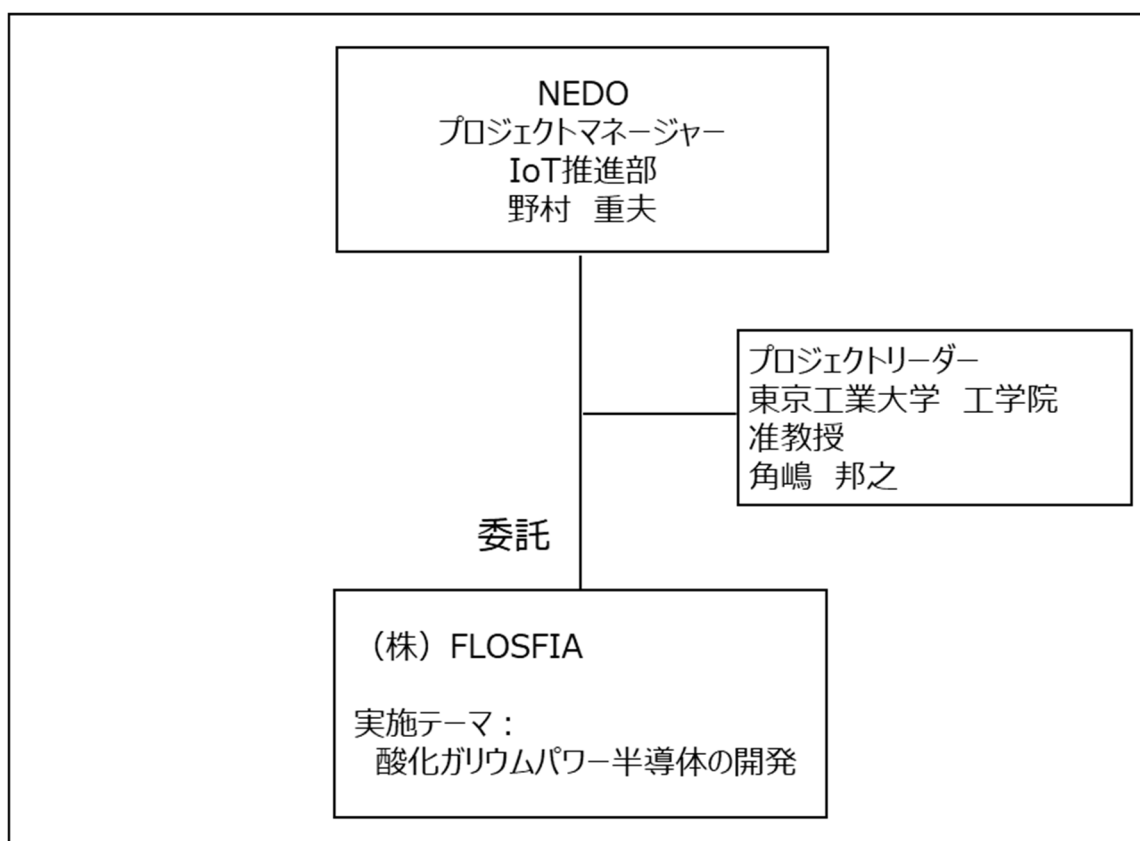 NEDO
プロジェクトマネージャー
IoT推進部
野村　重夫
プロジェクトリーダー
東京工業大学　工学院
准教授
角嶋　邦之
委託
（株）FLOSFIA
実施テーマ：
酸化ガリウムパワー半導体の開発